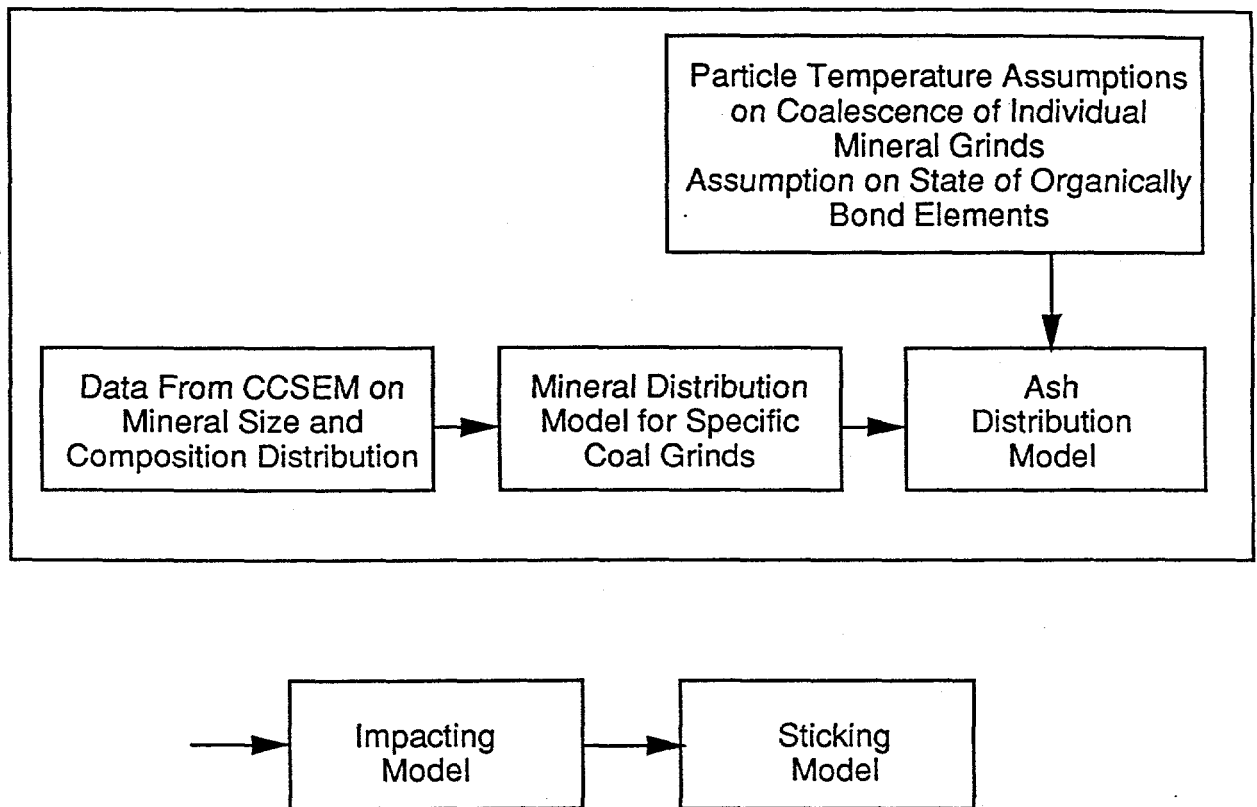 Particle Temperature Assumptions
on Coalescence of Individual
Mineral Grinds
Assumption on State of Organically
Bond Elements
Data From CCSEM on
Mineral Size and
Composition Distribution
Mineral Distribution
Model for Specific
Coal Grinds
Ash
Distribution
Model
Impacting
Model
Sticking
Model